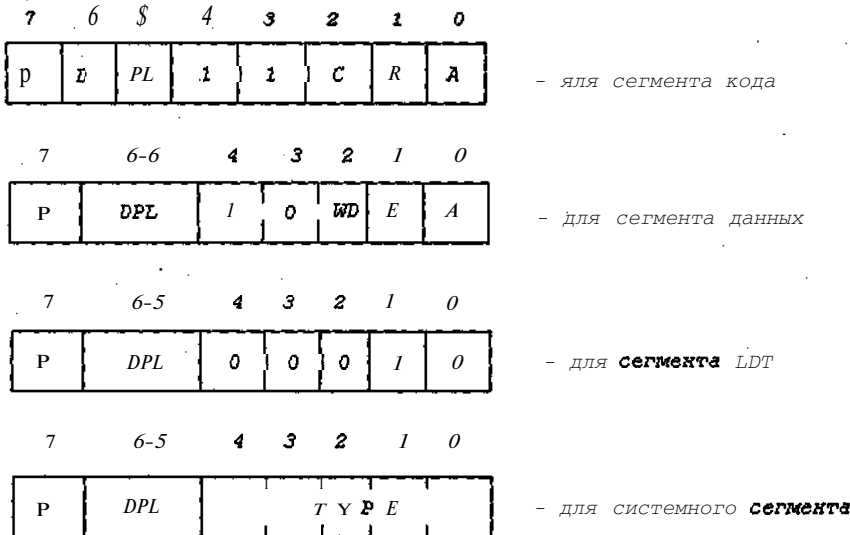 7 6 $ 4 3 2 1 0
p D PL 1 1 C R A - яля сегмента кода
7 6-6 4 3 2 1 0
P DPL 1 0 WD E A - для сегмента данных
7 6-5 4 3 2 1 0
P DPL 0 0 0 1 0 - для сегмента LDT
7 6-5 4 3 2 1 0
P DPL T Y P E - для системного сегмента